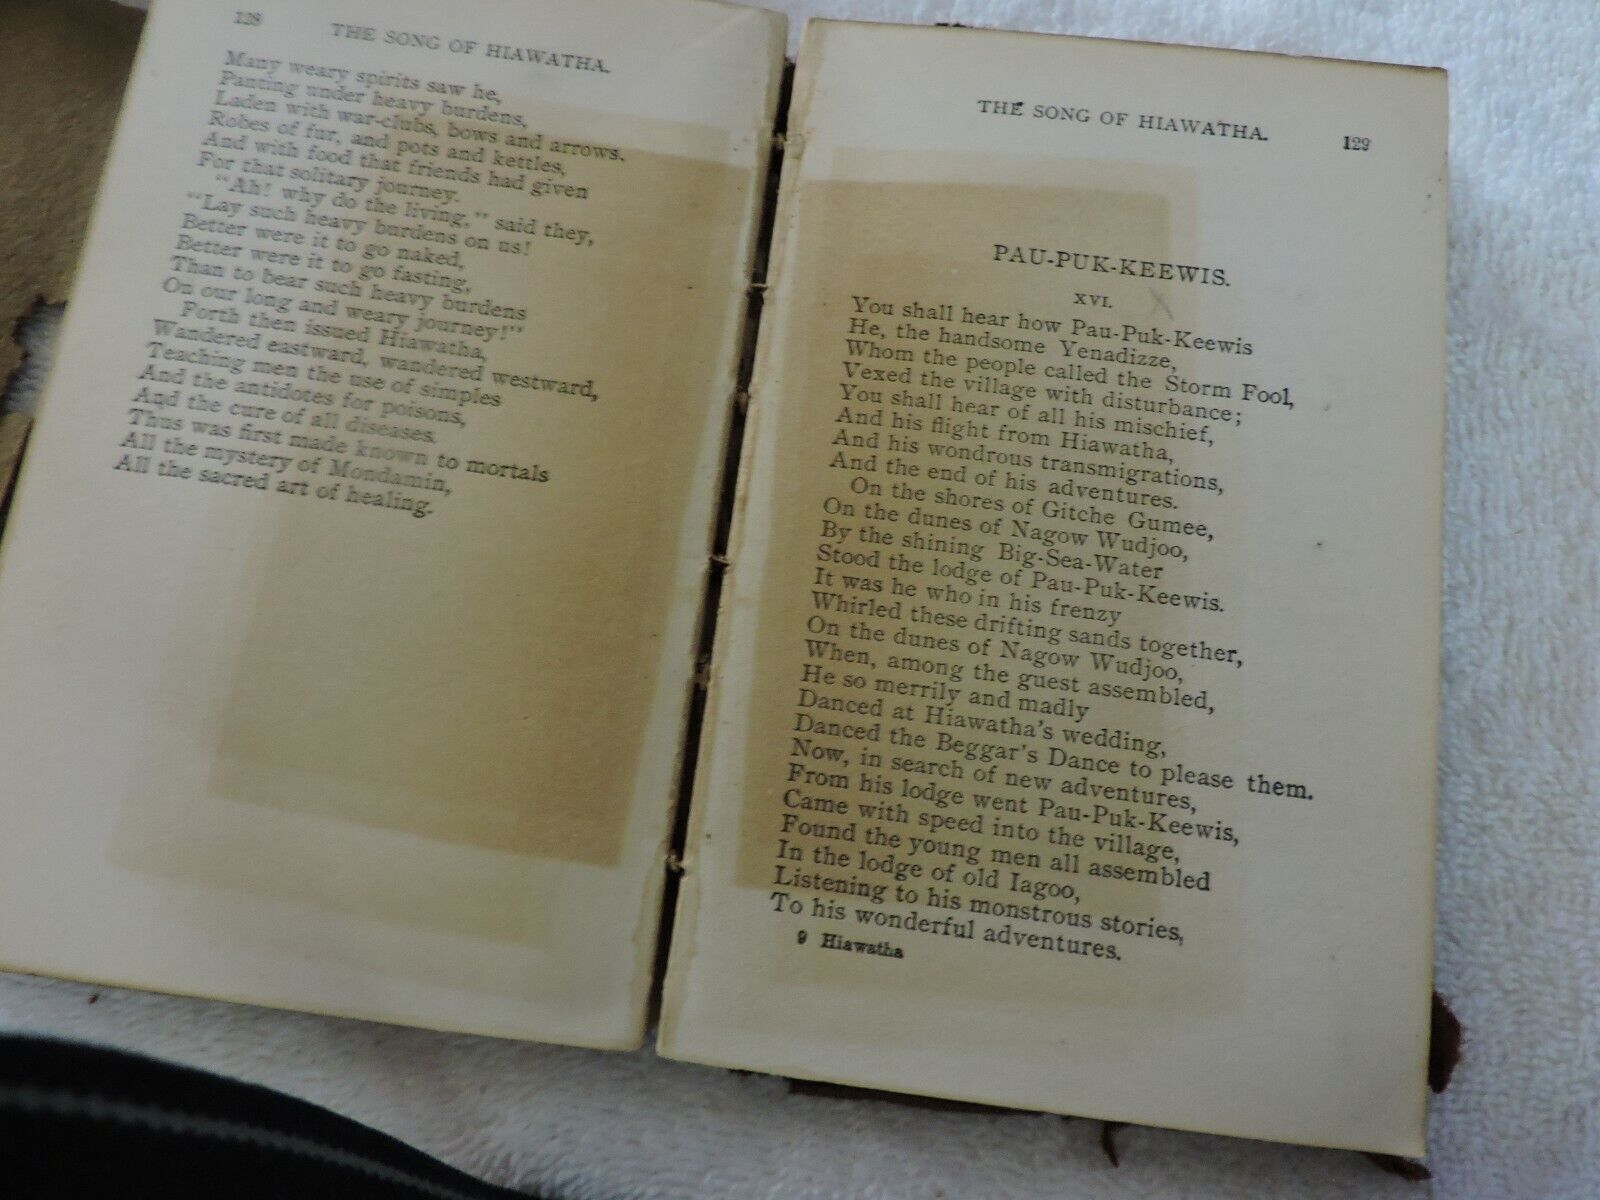 128
THE SONG OF HIAWATHA.
Many weary spirits saw he,
Panting under heavy burdens,
Laden with war-clubs, bows and arrows.
Robes of fur, and pots and kettles,
And with food that friends had given
For that solitary journey.
"Ah! why do the living," said they,
"Lay such heavy burdens on us!
Better were it to go naked,
Better were it to go fasting,
Than to bear such heavy burdens
On our long and weary journey!"
Forth then issued Hiawatha,
Wandered eastward, wandered westward,
Teaching men the use of simples
And the antidotes for poisons,
And the cure of all diseases.
Thus was first made known to mortals
All the mystery of Mondamin,
All the sacred art of healing.
THE SONG OF HIAWATHA.
129
PAU-PUK-KEEWIS.
XVI.
You shall hear how Pau-Puk-Keewis
He, the handsome Yenadizze,
Whom the people called the Storm Fool,
Vexed the village with disturbance;
You shall hear of all his mischief,
And his flight from Hiawatha,
And his wondrous transmigrations,
And the end of his adventures.
On the shores of Gitche Gumee,
On the dunes of Nagow Wudjoo,
By the shining Big-Sea-Water
Stood the lodge of Pau-Puk-Keewis.
It was he who in his frenzy
Whirled these drifting sands together,
On the dunes of Nagow Wudjoo,
When, among the guest assembled,
He so merrily and madly
Danced at Hiawatha's wedding,
Danced the Beggar's Dance to please them.
Now, in search of new adventures,
From his lodge went Pau-Puk-Keewis,
Came with speed into the village,
Found the young men all assembled
In the lodge of old Iagoo,
Listening to his monstrous stories,
To his wonderful adventures.
9 Hiawatha